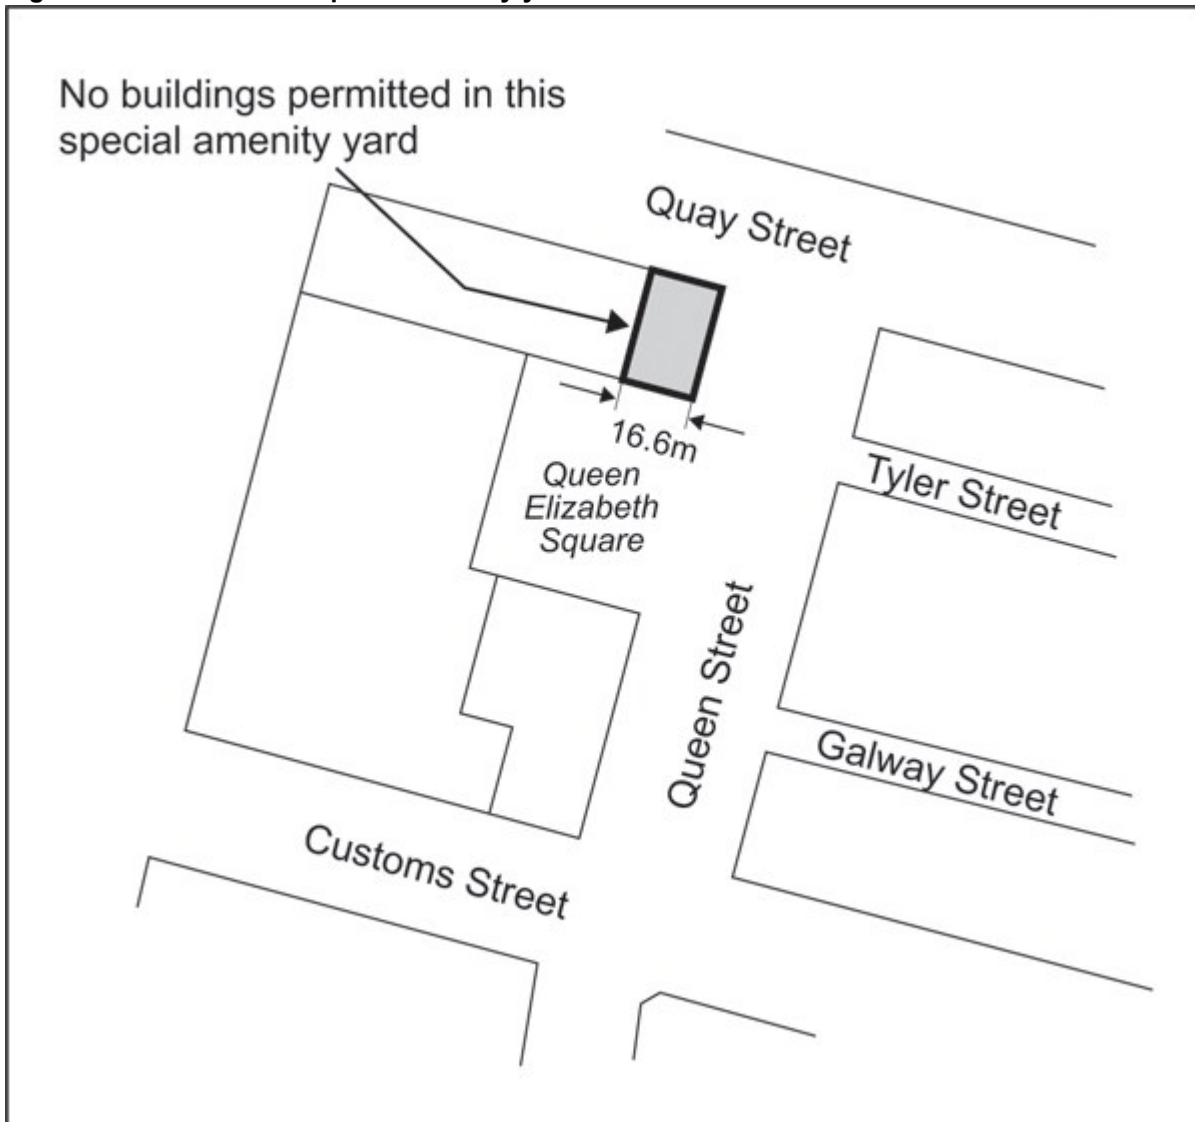 No buildings permitted in this
special amenity yard
Quay Street
16.6m
Tyler Street
Queen
Elizabeth
Square
Queen Street
Galway Street
Customs Street